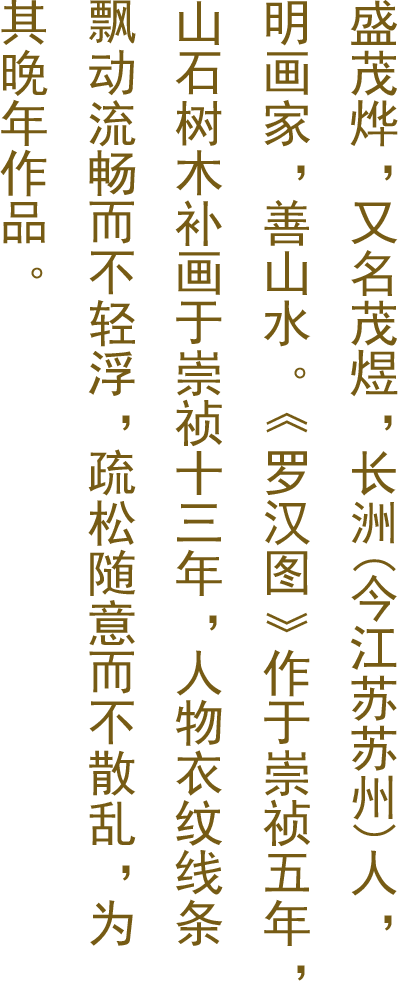 盛茂烨，又名茂煜，长洲（今江苏苏州）人，
明画家，善山水。《罗汉图》作于崇祯五年，
山石树木补画于崇祯十三年，人物衣纹线条
飘动流畅而不轻浮，疏松随意而不散乱，为
其晚年作品。